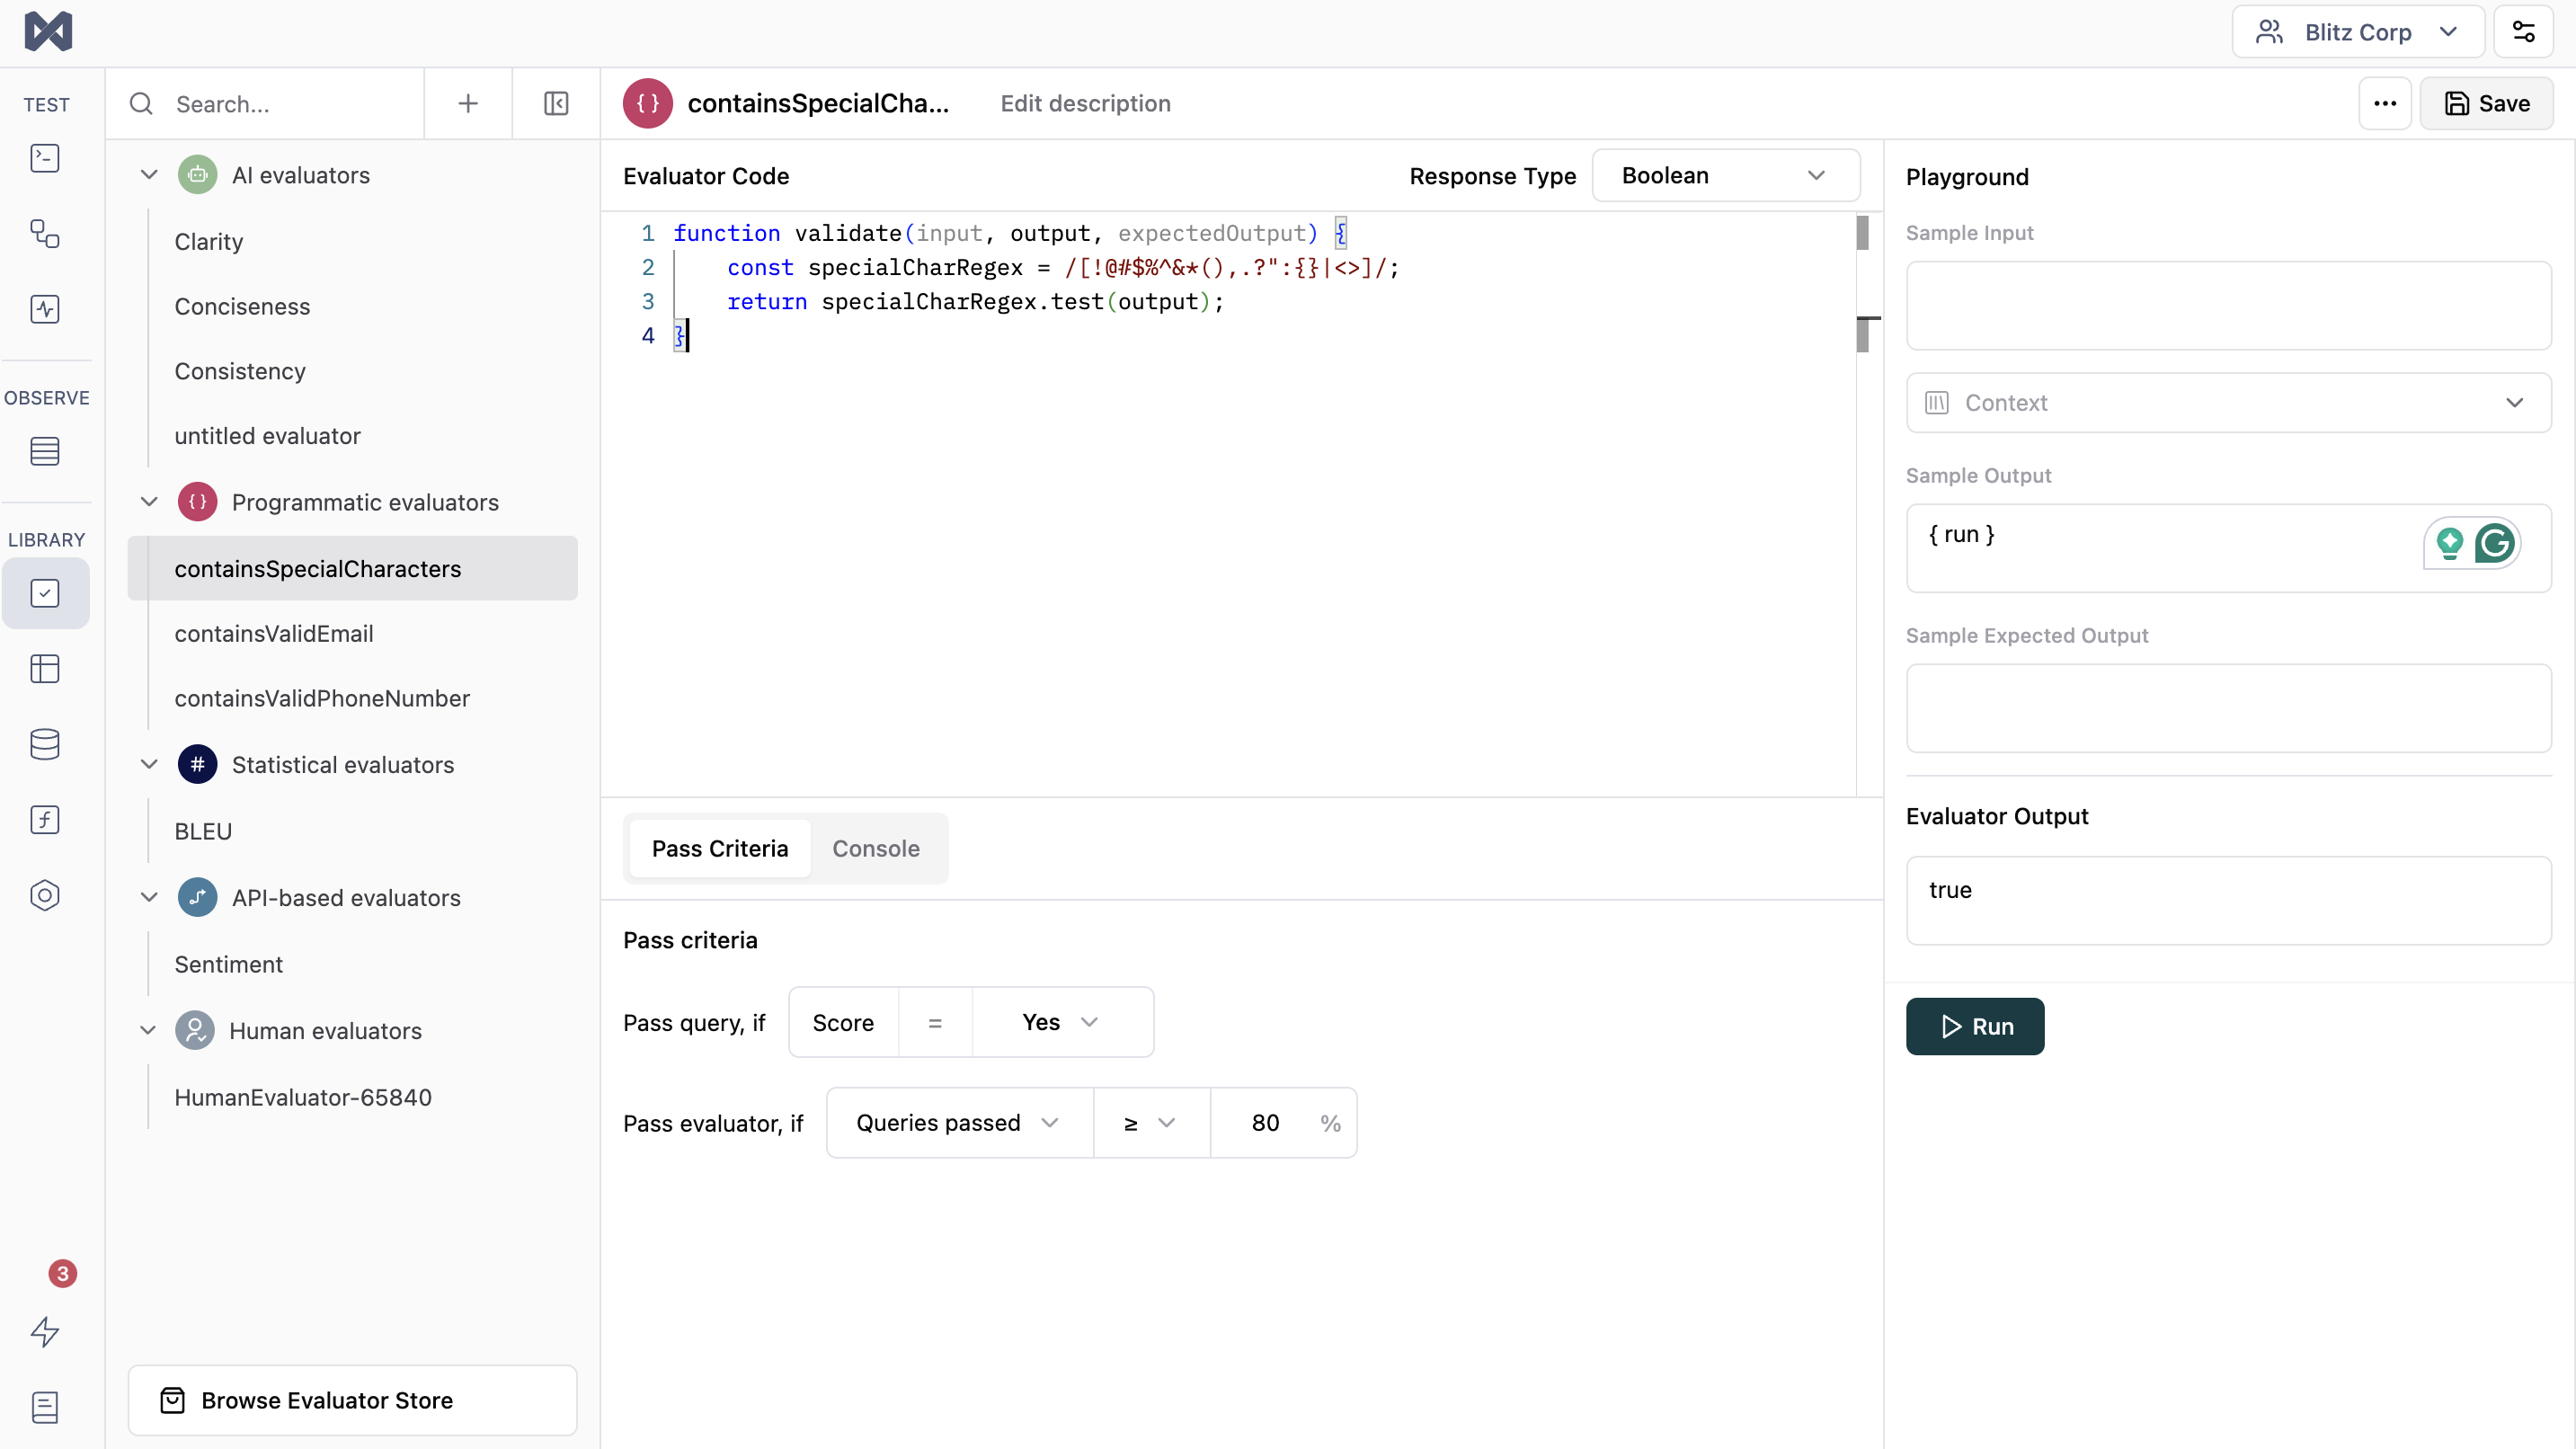 Blitz Corp
TEST
OBSERVE
LIBRARY
3
Search...
AI evaluators
Clarity
Conciseness
Consistency
untitled evaluator
{ } Programmatic evaluators
containsSpecialCharacters
containsValidEmail
containsValidPhoneNumber
# Statistical evaluators
BLEU
API-based evaluators
Sentiment
Human evaluators
HumanEvaluator-65840
Browse Evaluator Store
{ } containsSpecialCha... Edit description
Save
Evaluator Code
Response Type Boolean
1 function validate(input, output, expectedOutput) {
2 const specialCharRegex = /[!@#$%^&*(),.?":{}|<>]/;
3 return specialCharRegex.test(output);
4 }
Pass Criteria Console
Pass criteria
Pass query, if Score = Yes
Pass evaluator, if Queries passed ≥ 80 %
Playground
Sample Input
Context
Sample Output
{ run }
Sample Expected Output
Evaluator Output
true
Run